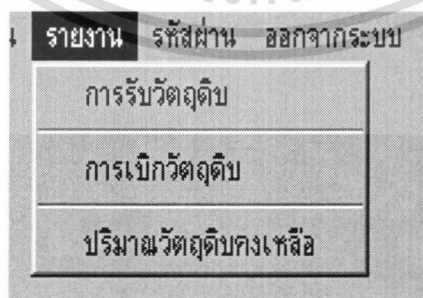 รายงาน รหัสผ่าน ออกจากระบบ
การรับวัตถุดิบ
การเบิกวัตถุดิบ
ปริมาณวัตถุดิบคงเหลือ